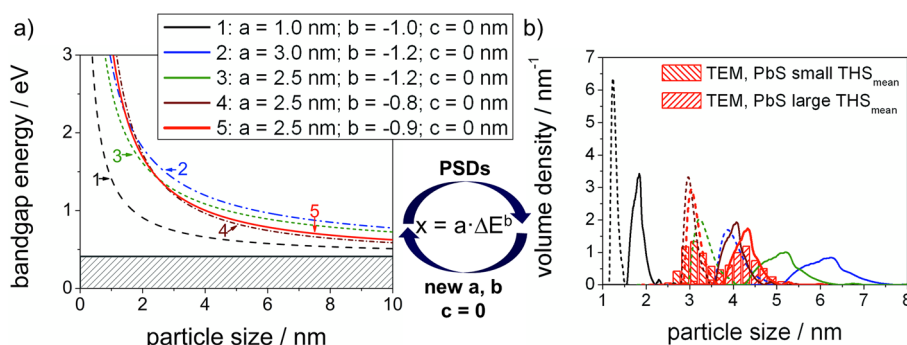 a)
1: a = 1.0 nm; b = -1.0; c = 0 nm
2: a = 3.0 nm; b = -1.2; c = 0 nm
3: a = 2.5 nm; b = -1.2; c = 0 nm
4: a = 2.5 nm; b = -0.8; c = 0 nm
5: a = 2.5 nm; b = -0.9; c = 0 nm
bandgap energy / eV
3
2
1
0
1
2
3
4
5
0 2 4 6 8 10
particle size / nm
PSDs
x = a·ΔE^b
new a, b
c = 0
b)
TEM, PbS small THS_mean
TEM, PbS large THS_mean
volume density / nm⁻¹
7
6
5
4
3
2
1
0
1 2 3 4 5 6 7 8
particle size / nm